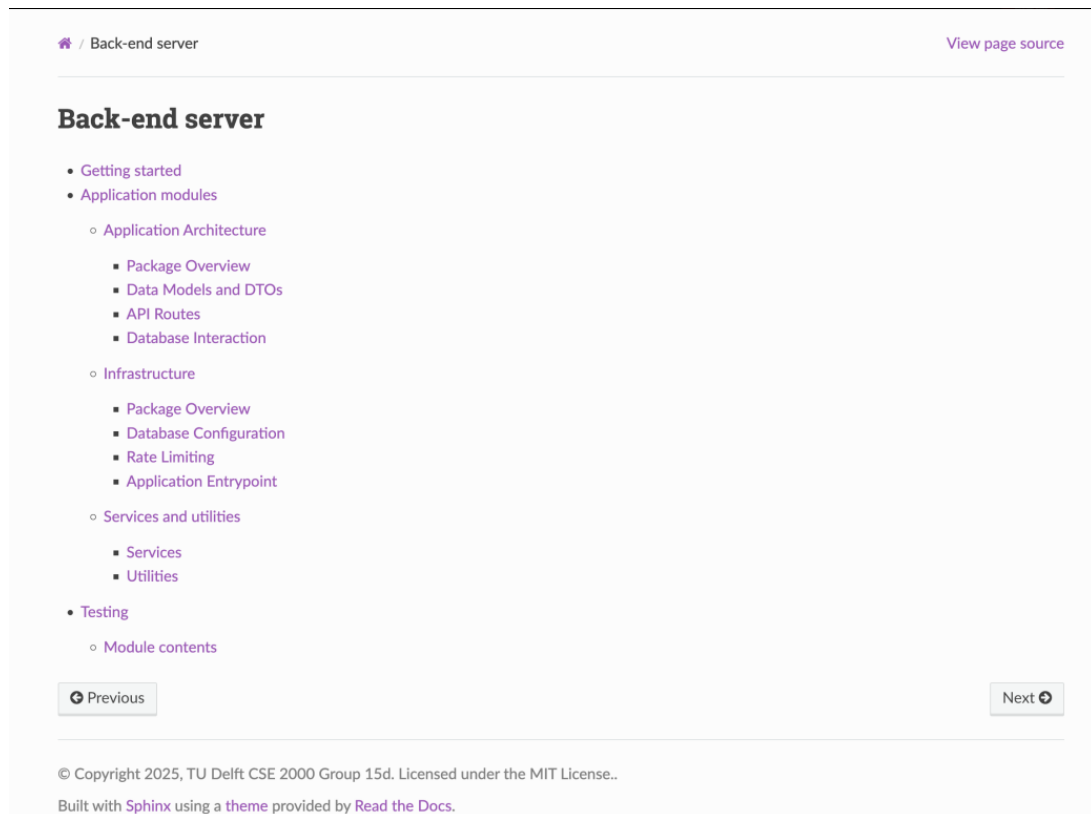 / Back-end server
View page source
Back-end server
Getting started
Application modules
Application Architecture
Package Overview
Data Models and DTOs
API Routes
Database Interaction
Infrastructure
Package Overview
Database Configuration
Rate Limiting
Application Entrypoint
Services and utilities
Services
Utilities
Testing
Module contents
Previous
Next
© Copyright 2025, TU Delft CSE 2000 Group 15d. Licensed under the MIT License..
Built with Sphinx using a theme provided by Read the Docs.